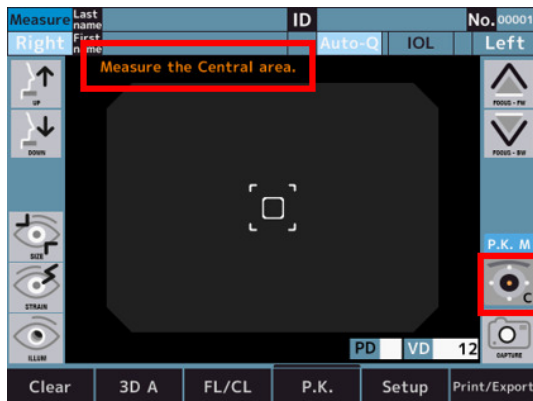 Measure Last name ID No. 00001
Right First name Auto-Q IOL Left
Measure the Central area.
UP
FOCUS - FW
DOWN
FOCUS - BW
SIZE
P.K. M
STRAIN
C
ILLUM
PD VD 12
CAPTURE
Clear 3D A FL/CL P.K. Setup Print/Export